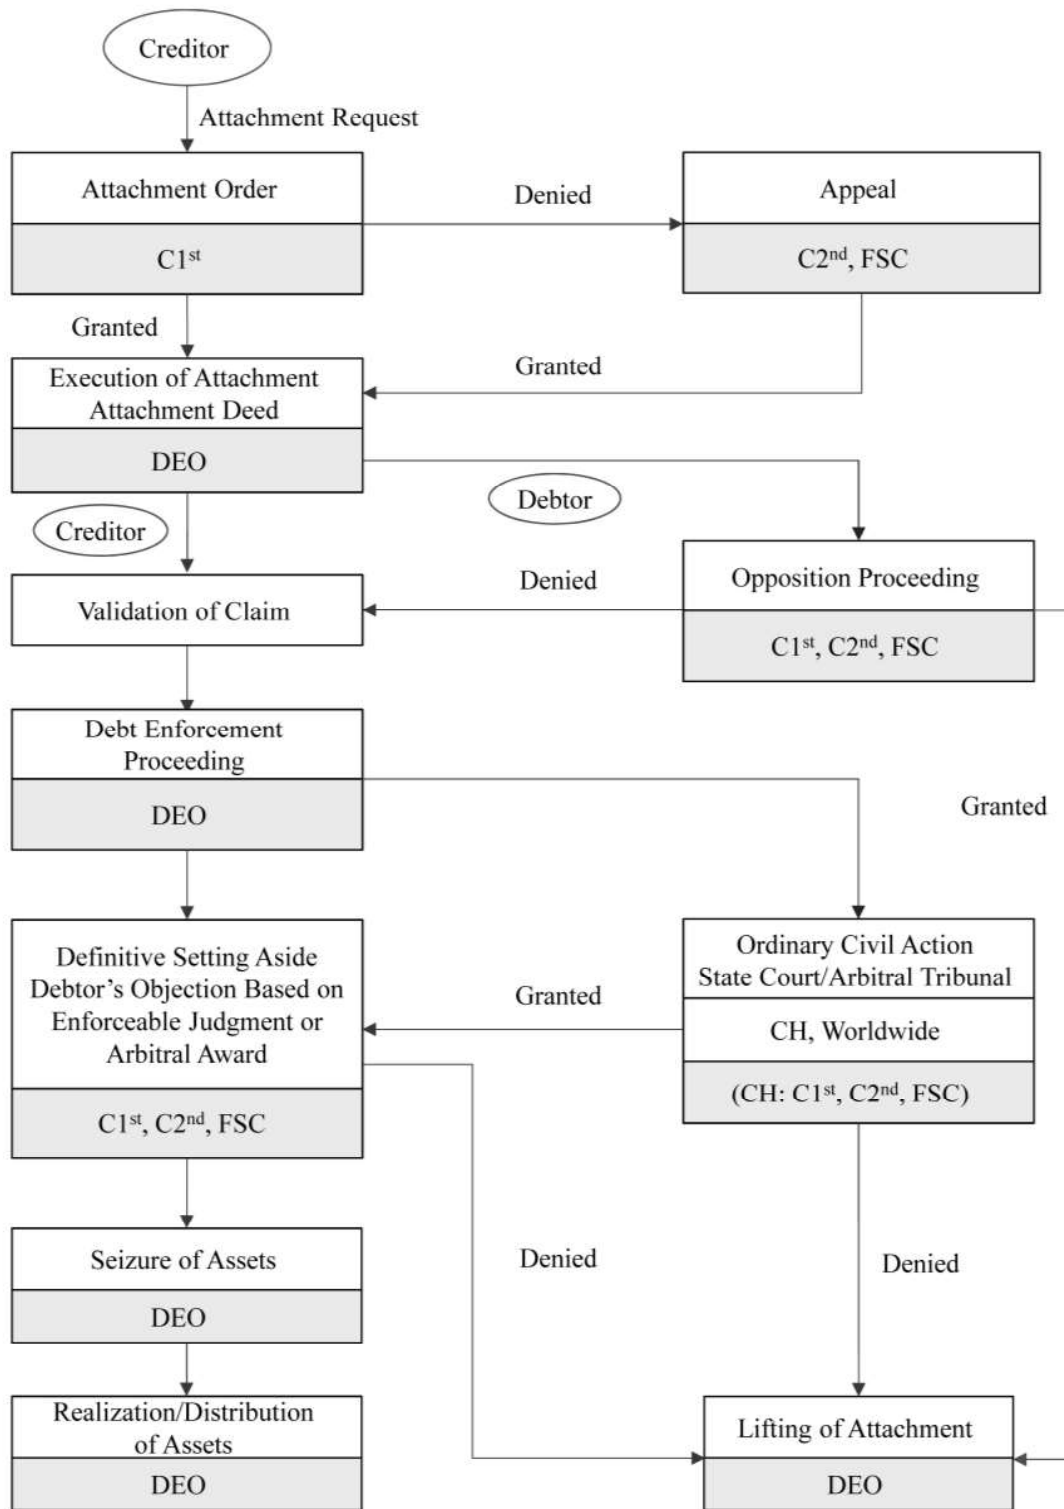 Creditor
Attachment Request
Attachment Order
C1st
Denied
Appeal
C2nd, FSC
Granted
Granted
Execution of Attachment
Attachment Deed
DEO
Creditor
Debtor
Validation of Claim
Denied
Opposition Proceeding
C1st, C2nd, FSC
Debt Enforcement
Proceeding
DEO
Granted
Definitive Setting Aside
Debtor’s Objection Based on
Enforceable Judgment or
Arbitral Award
C1st, C2nd, FSC
Granted
Ordinary Civil Action
State Court/Arbitral Tribunal
CH, Worldwide
(CH: C1st, C2nd, FSC)
Seizure of Assets
DEO
Denied
Denied
Realization/Distribution
of Assets
DEO
Lifting of Attachment
DEO